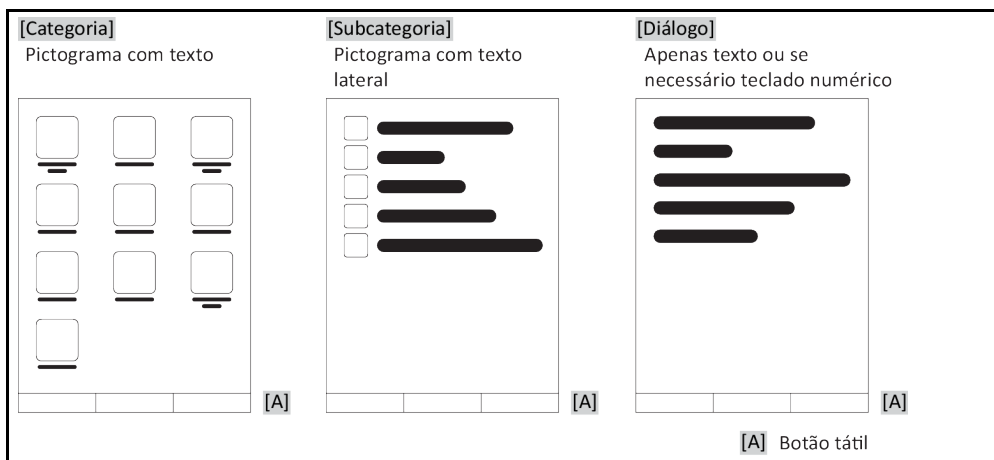 [Categoria]
Pictograma com texto
[Subcategoria]
Pictograma com texto
lateral
[Diálogo]
Apenas texto ou se
necessário teclado numérico
[A]
[A]
[A]
[A] Botão tátil